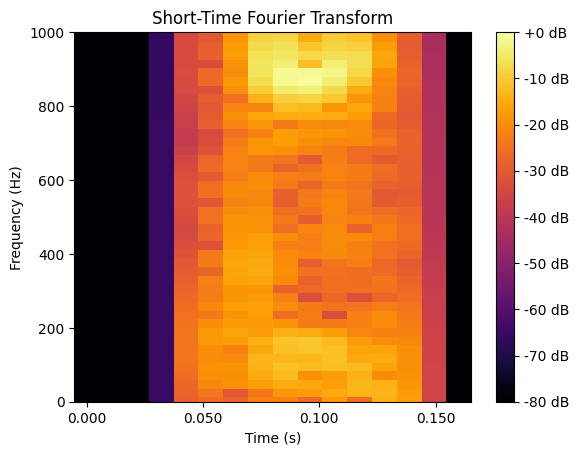 Short-Time Fourier Transform
1000
800
600
400
200
0
Frequency (Hz)
0.000
0.050
0.100
0.150
Time (s)
+0 dB
-10 dB
-20 dB
-30 dB
-40 dB
-50 dB
-60 dB
-70 dB
-80 dB